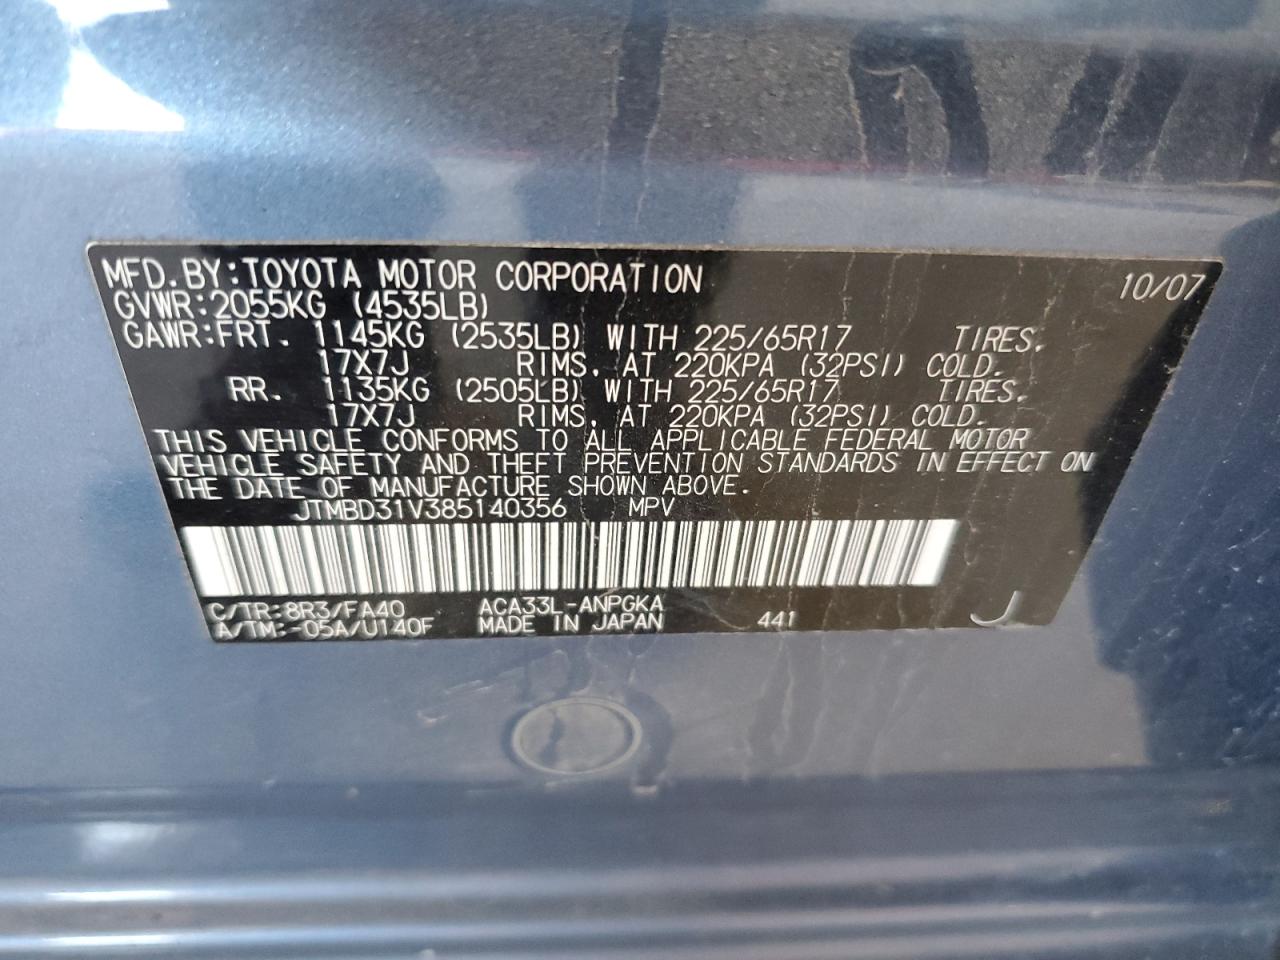 MFD.BY:TOYOTA MOTOR CORPORATION 10/07
GVWR:2055KG (4535LB)
GAWR:FRT. 1145KG (2535LB) WITH 225/65R17 TIRES.
17X7J RIMS, AT 220KPA (32PSI) COLD.
RR. 1135KG (2505LB) WITH 225/65R17 TIRES.
17X7J RIMS, AT 220KPA (32PSI) COLD.
THIS VEHICLE CONFORMS TO ALL APPLICABLE FEDERAL MOTOR
VEHICLE SAFETY AND THEFT PREVENTION STANDARDS IN EFFECT ON
THE DATE OF MANUFACTURE SHOWN ABOVE.
JTMBD31V385140356 MPV
C/TR:8R3/FA40 ACA33L-ANPGKA
A/TM:-05A/U140F MADE IN JAPAN 441 J